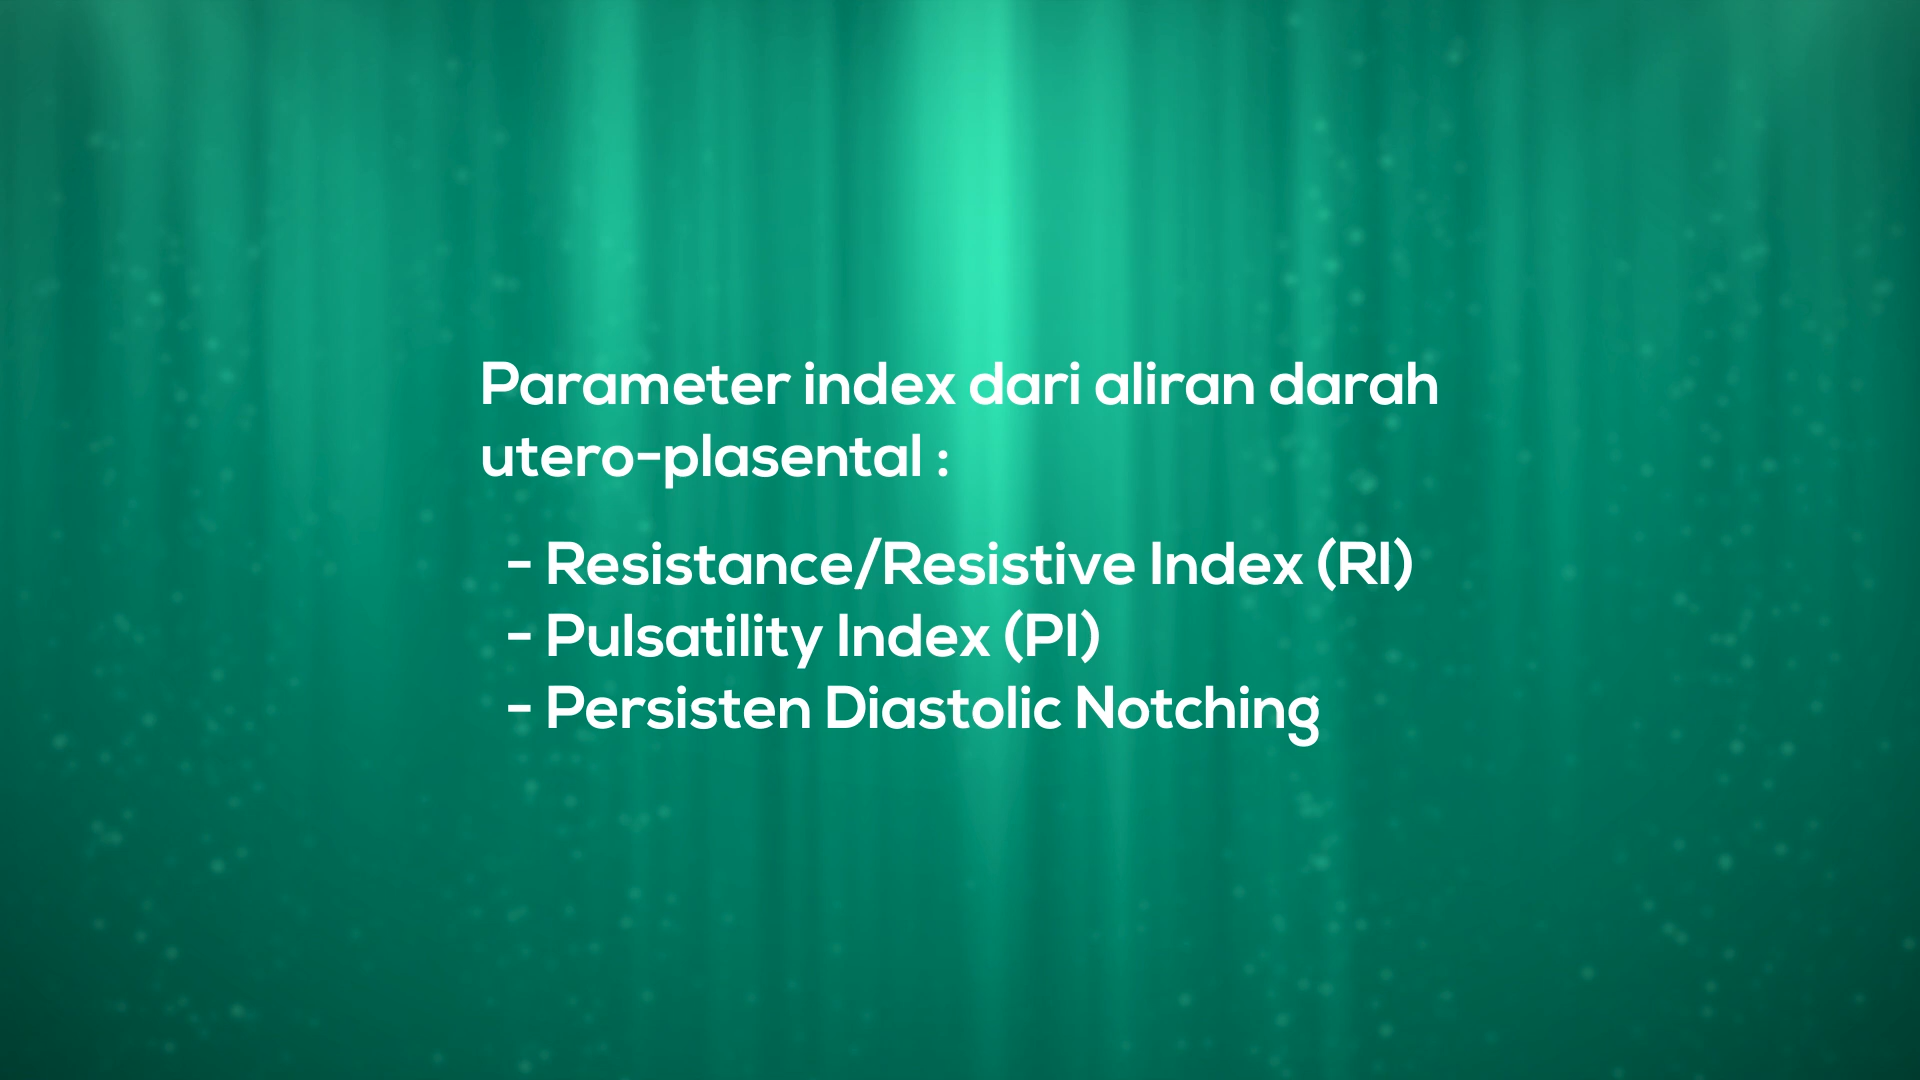 Parameter index dari aliran darah
utero-plasental :
- Resistance/Resistive Index (RI)
- Pulsatility Index (PI)
- Persisten Diastolic Notching